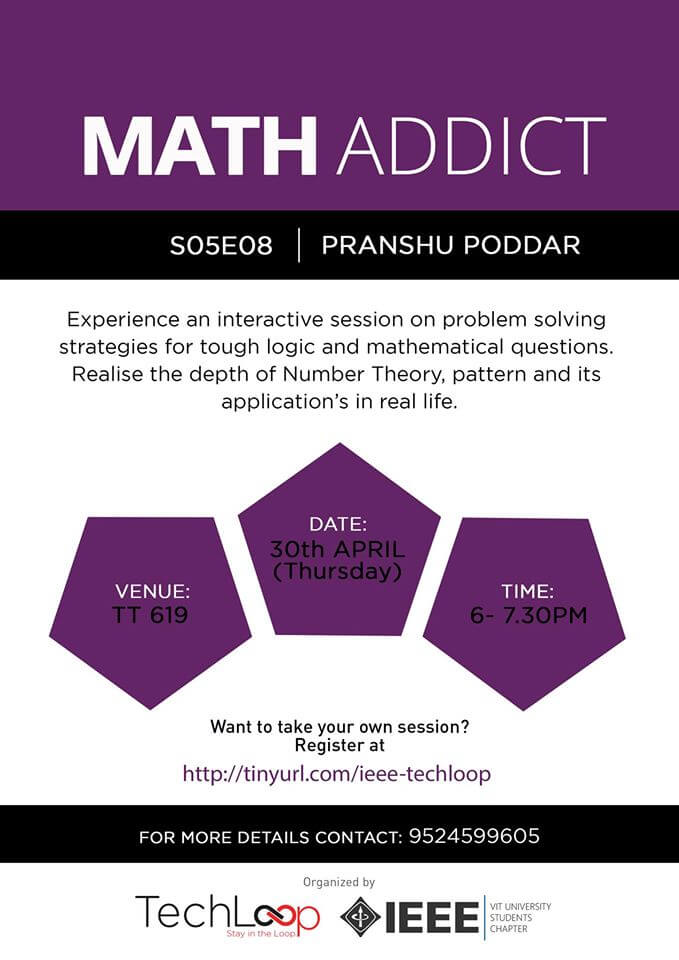 MATH ADDICT
S05E08 | PRANSHU PODDAR
Experience an interactive session on problem solving
strategies for tough logic and mathematical questions.
Realise the depth of Number Theory, pattern and its
application's in real life.
DATE:
30th APRIL
(Thursday)
VENUE:
TT 619
TIME:
6- 7.30PM
Want to take your own session?
Register at
http://tinyurl.com/ieee-techloop
FOR MORE DETAILS CONTACT: 9524599605
Organized by
TechLoop
Stay in the Loop
IEEE
VIT UNIVERSITY
STUDENTS
CHAPTER